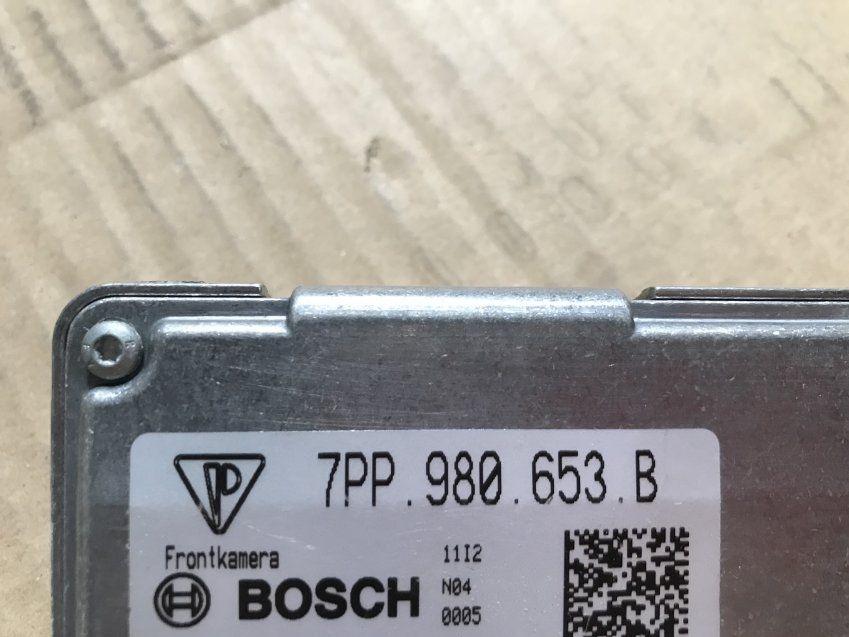 7PP.980.653.B
Frontkamera
11I2
N04
BOSCH
0005